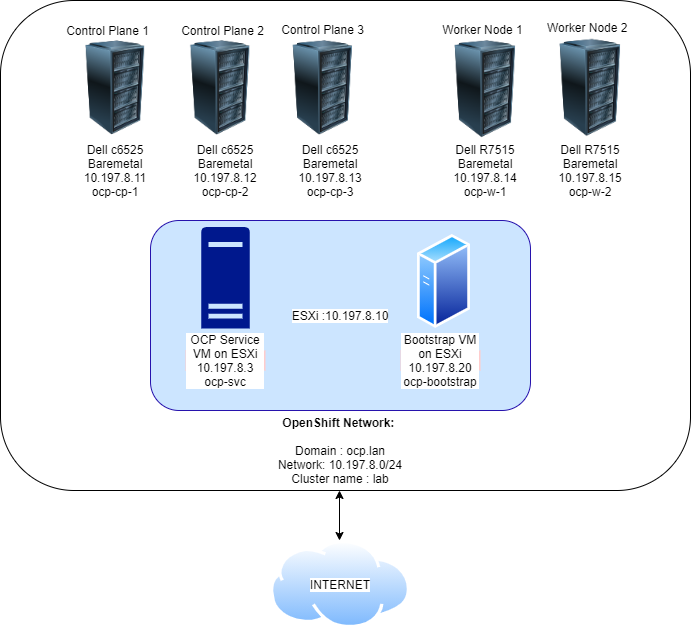 Control Plane 1
Control Plane 2
Control Plane 3
Worker Node 1
Worker Node 2
Dell c6525
Baremetal
10.197.8.11
ocp-cp-1
Dell c6525
Baremetal
10.197.8.12
ocp-cp-2
Dell c6525
Baremetal
10.197.8.13
ocp-cp-3
Dell R7515
Baremetal
10.197.8.14
ocp-w-1
Dell R7515
Baremetal
10.197.8.15
ocp-w-2
ESXi :10.197.8.10
OCP Service
VM on ESXi
10.197.8.3
ocp-svc
Bootstrap VM
on ESXi
10.197.8.20
ocp-bootstrap
OpenShift Network:
Domain : ocp.lan
Network: 10.197.8.0/24
Cluster name : lab
INTERNET